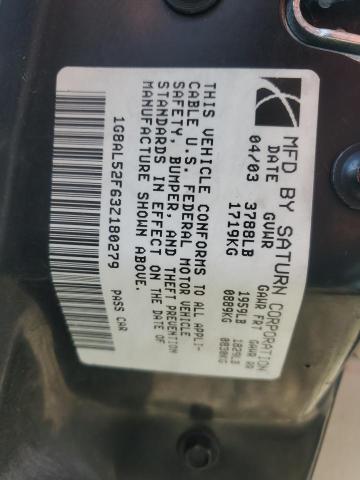 MFD BY SATURN CORPORATION
DATE GVWR GAWR FRT GAWR RR
04/03 3788LB 1959LB 1829LB
1719KG 0889KG 0830KG
THIS VEHICLE CONFORMS TO ALL APPLI-
CABLE U.S. FEDERAL MOTOR VEHICLE
SAFETY, BUMPER, AND THEFT PREVENTION
STANDARDS IN EFFECT ON THE DATE OF
MANUFACTURE SHOWN ABOVE.
1G8AL52F63Z180279 PASS CAR